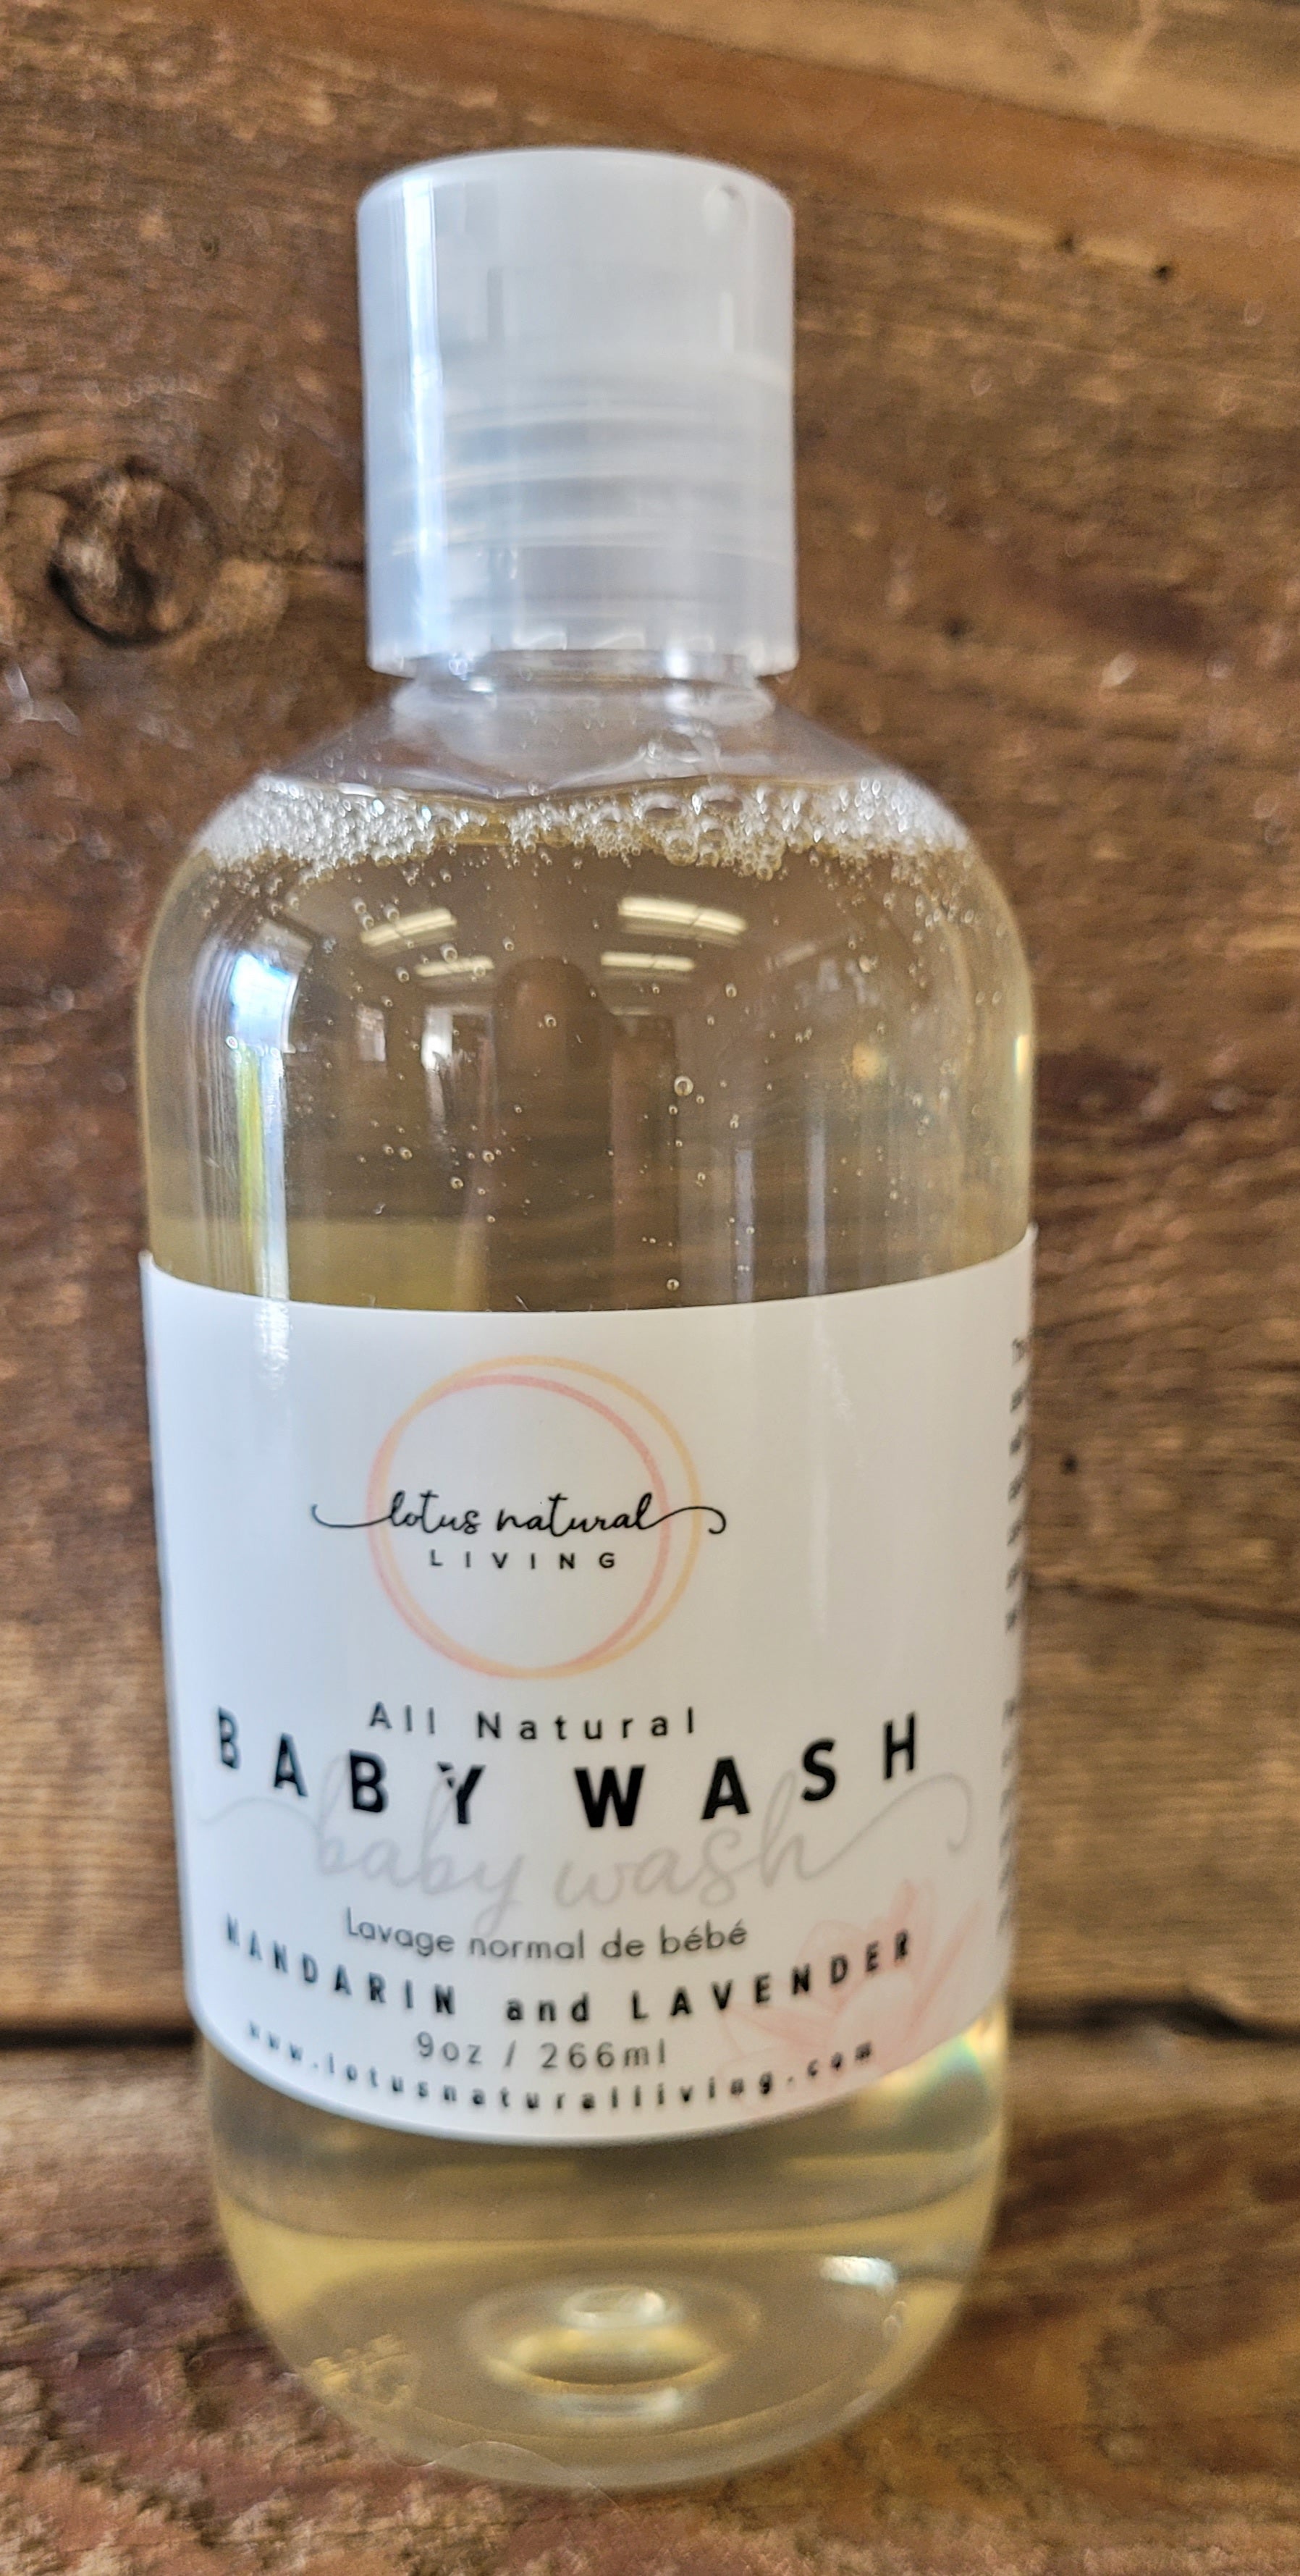 lotus natural
LIVING
All Natural
BABY WASH
baby wash
Lavage normal de bébé
MANDARIN and LAVENDER
9oz / 266ml
www.lotusnaturalliving.com